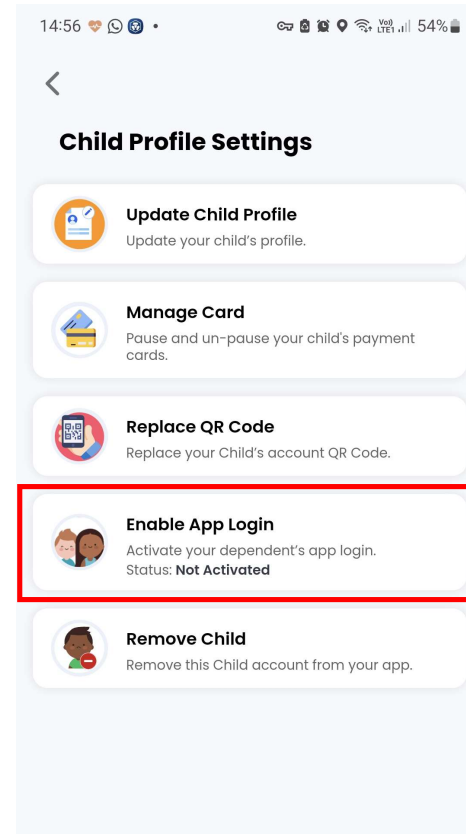 14:56 54%
Child Profile Settings
Update Child Profile
Update your child's profile.
Manage Card
Pause and un-pause your child's payment
cards.
Replace QR Code
Replace your Child's account QR Code.
Enable App Login
Activate your dependent's app login.
Status: Not Activated
Remove Child
Remove this Child account from your app.